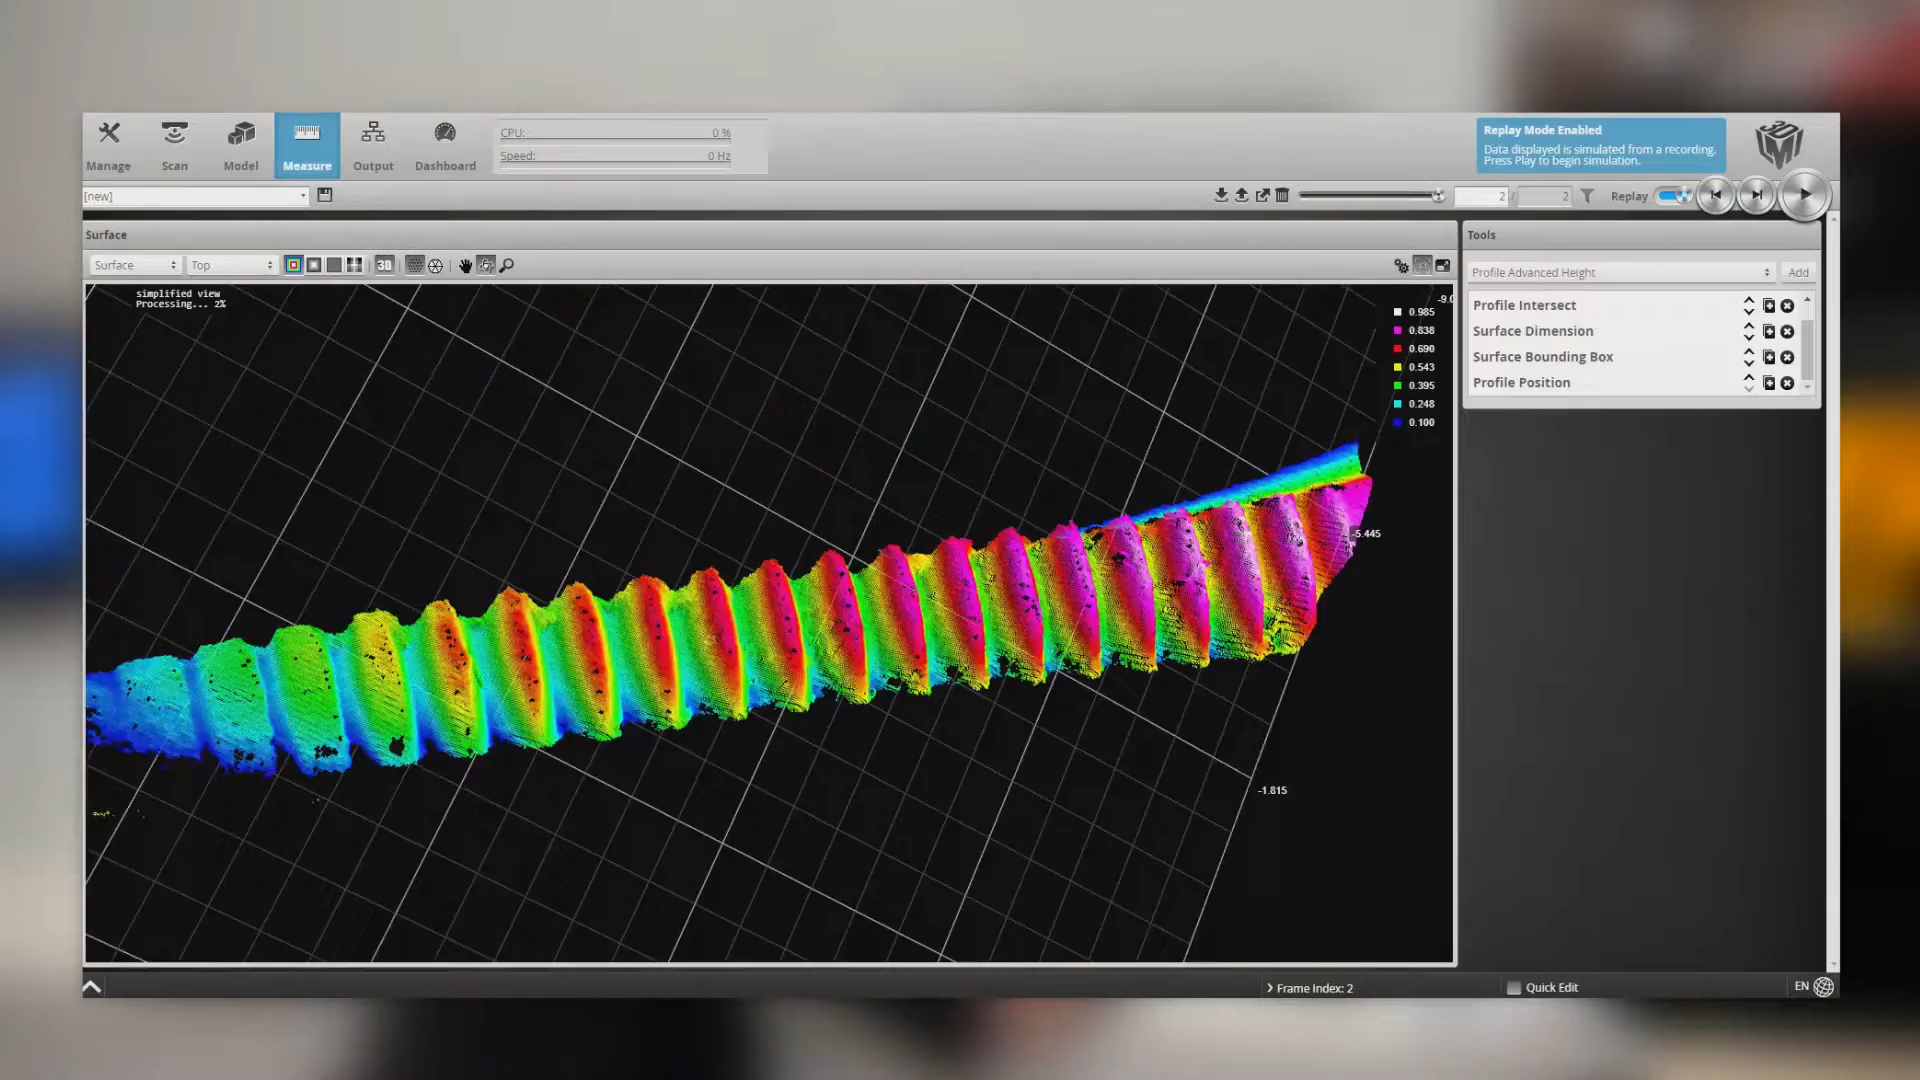 Manage
Scan
Model
Measure
Output
Dashboard
CPU: 0 %
Speed: 0 Hz
Replay Mode Enabled
Data displayed is simulated from a recording.
Press Play to begin simulation.
3D
[new]
2 / 2
Replay
Surface
Surface
Top
3D
simplified view
Processing... 2%
0.985
0.838
0.690
0.543
0.395
0.248
0.100
-5.445
-1.815
Tools
Profile Advanced Height
Add
Profile Intersect
Surface Dimension
Surface Bounding Box
Profile Position
Frame Index: 2
Quick Edit
EN